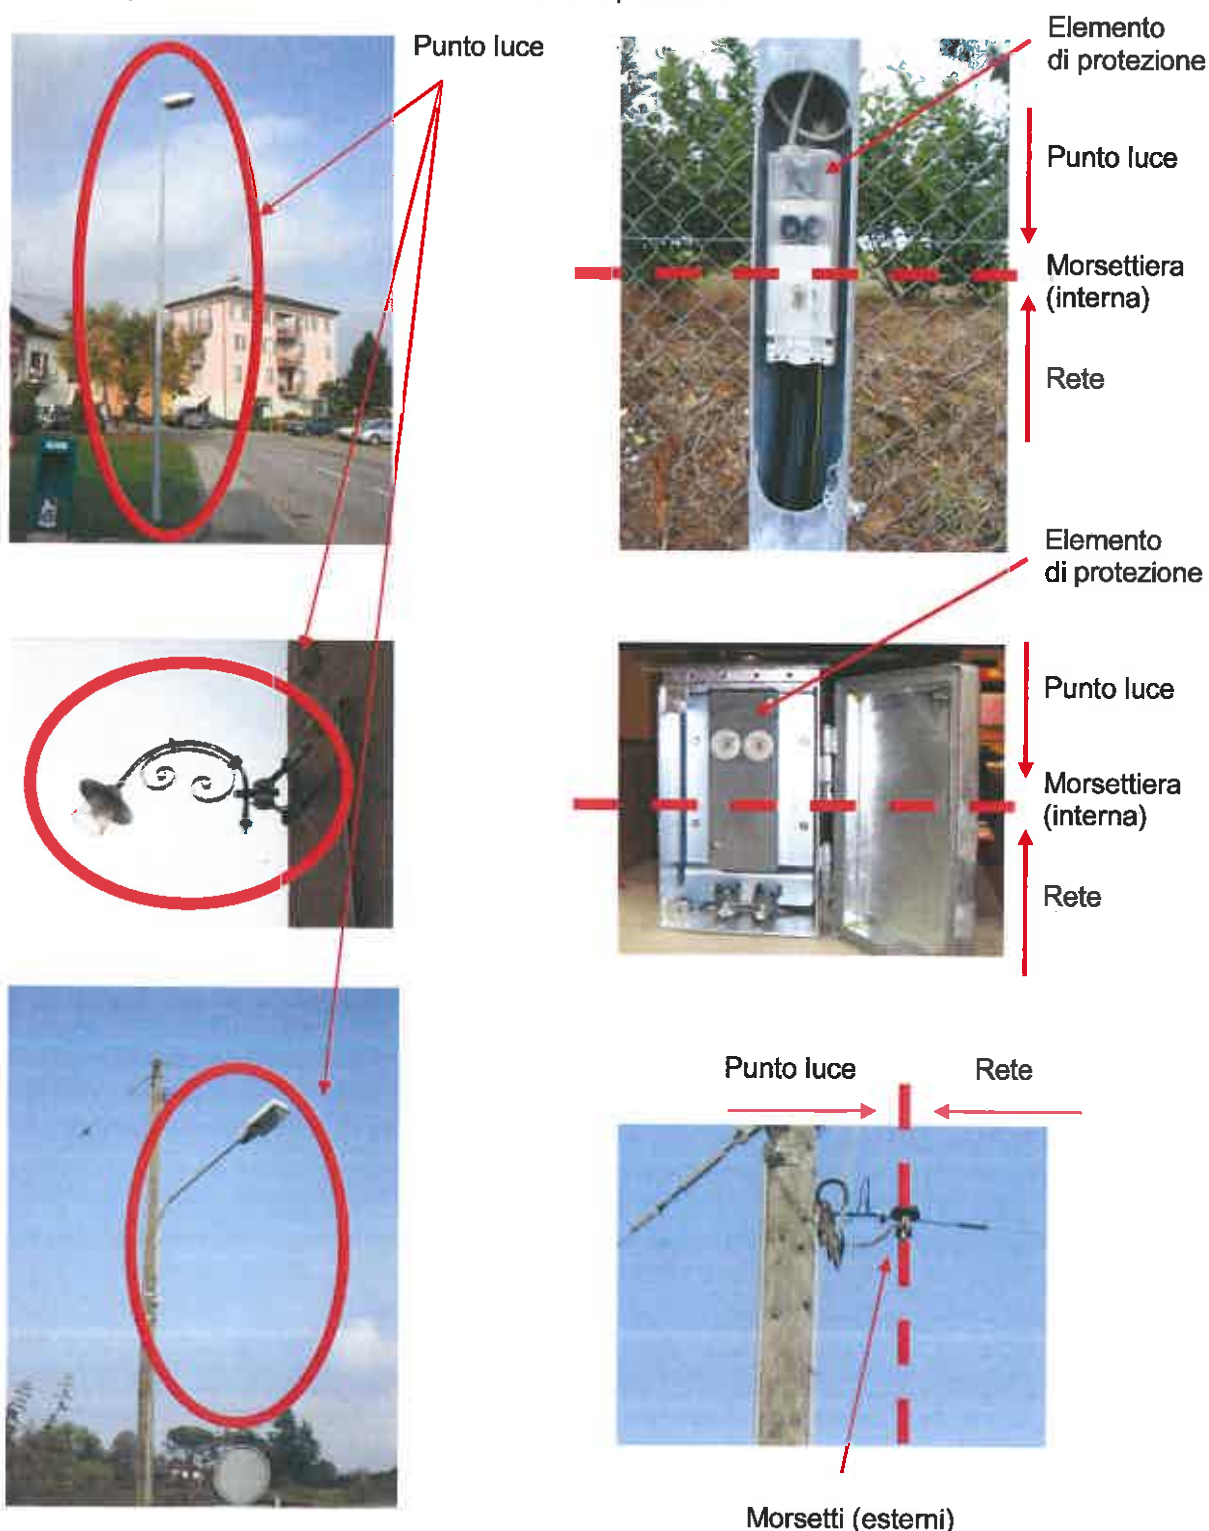 Punto luce
Elemento
di protezione
Punto luce
Morsettiera
(interna)
Rete
DC
Elemento
di protezione
Punto luce
Morsettiera
(interna)
Rete
Punto luce
Rete
Morsetti (esterni)